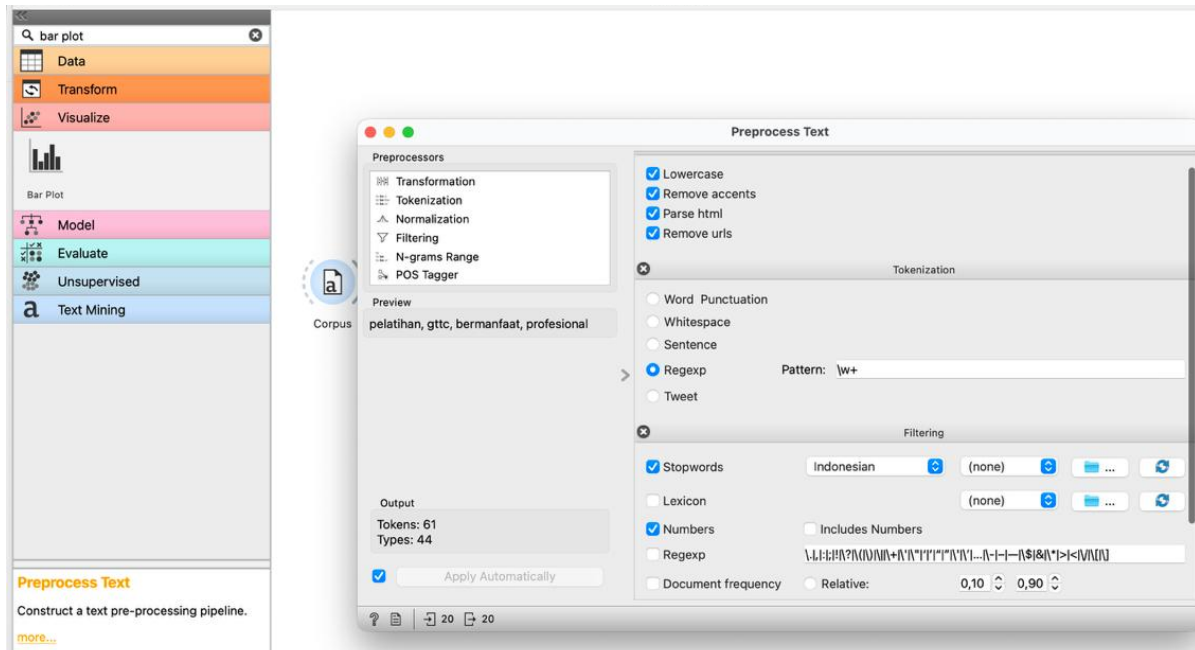 bar plot
Data
Transform
Visualize
Bar Plot
Model
Evaluate
Unsupervised
a Text Mining
Preprocess Text
Construct a text pre-processing pipeline.
more...
a
Corpus
Preprocess Text
Preprocessors
Transformation
Tokenization
Normalization
Filtering
N-grams Range
POS Tagger
Preview
pelatihan, gttc, bermanfaat, profesional
Output
Tokens: 61
Types: 44
Apply Automatically
? 20 20
Lowercase
Remove accents
Parse html
Remove urls
Tokenization
Word Punctuation
Whitespace
Sentence
Regexp Pattern: \w+
Tweet
Filtering
Stopwords Indonesian (none) ...
Lexicon (none) ...
Numbers Includes Numbers
Regexp
Document frequency Relative: 0,10 0,90